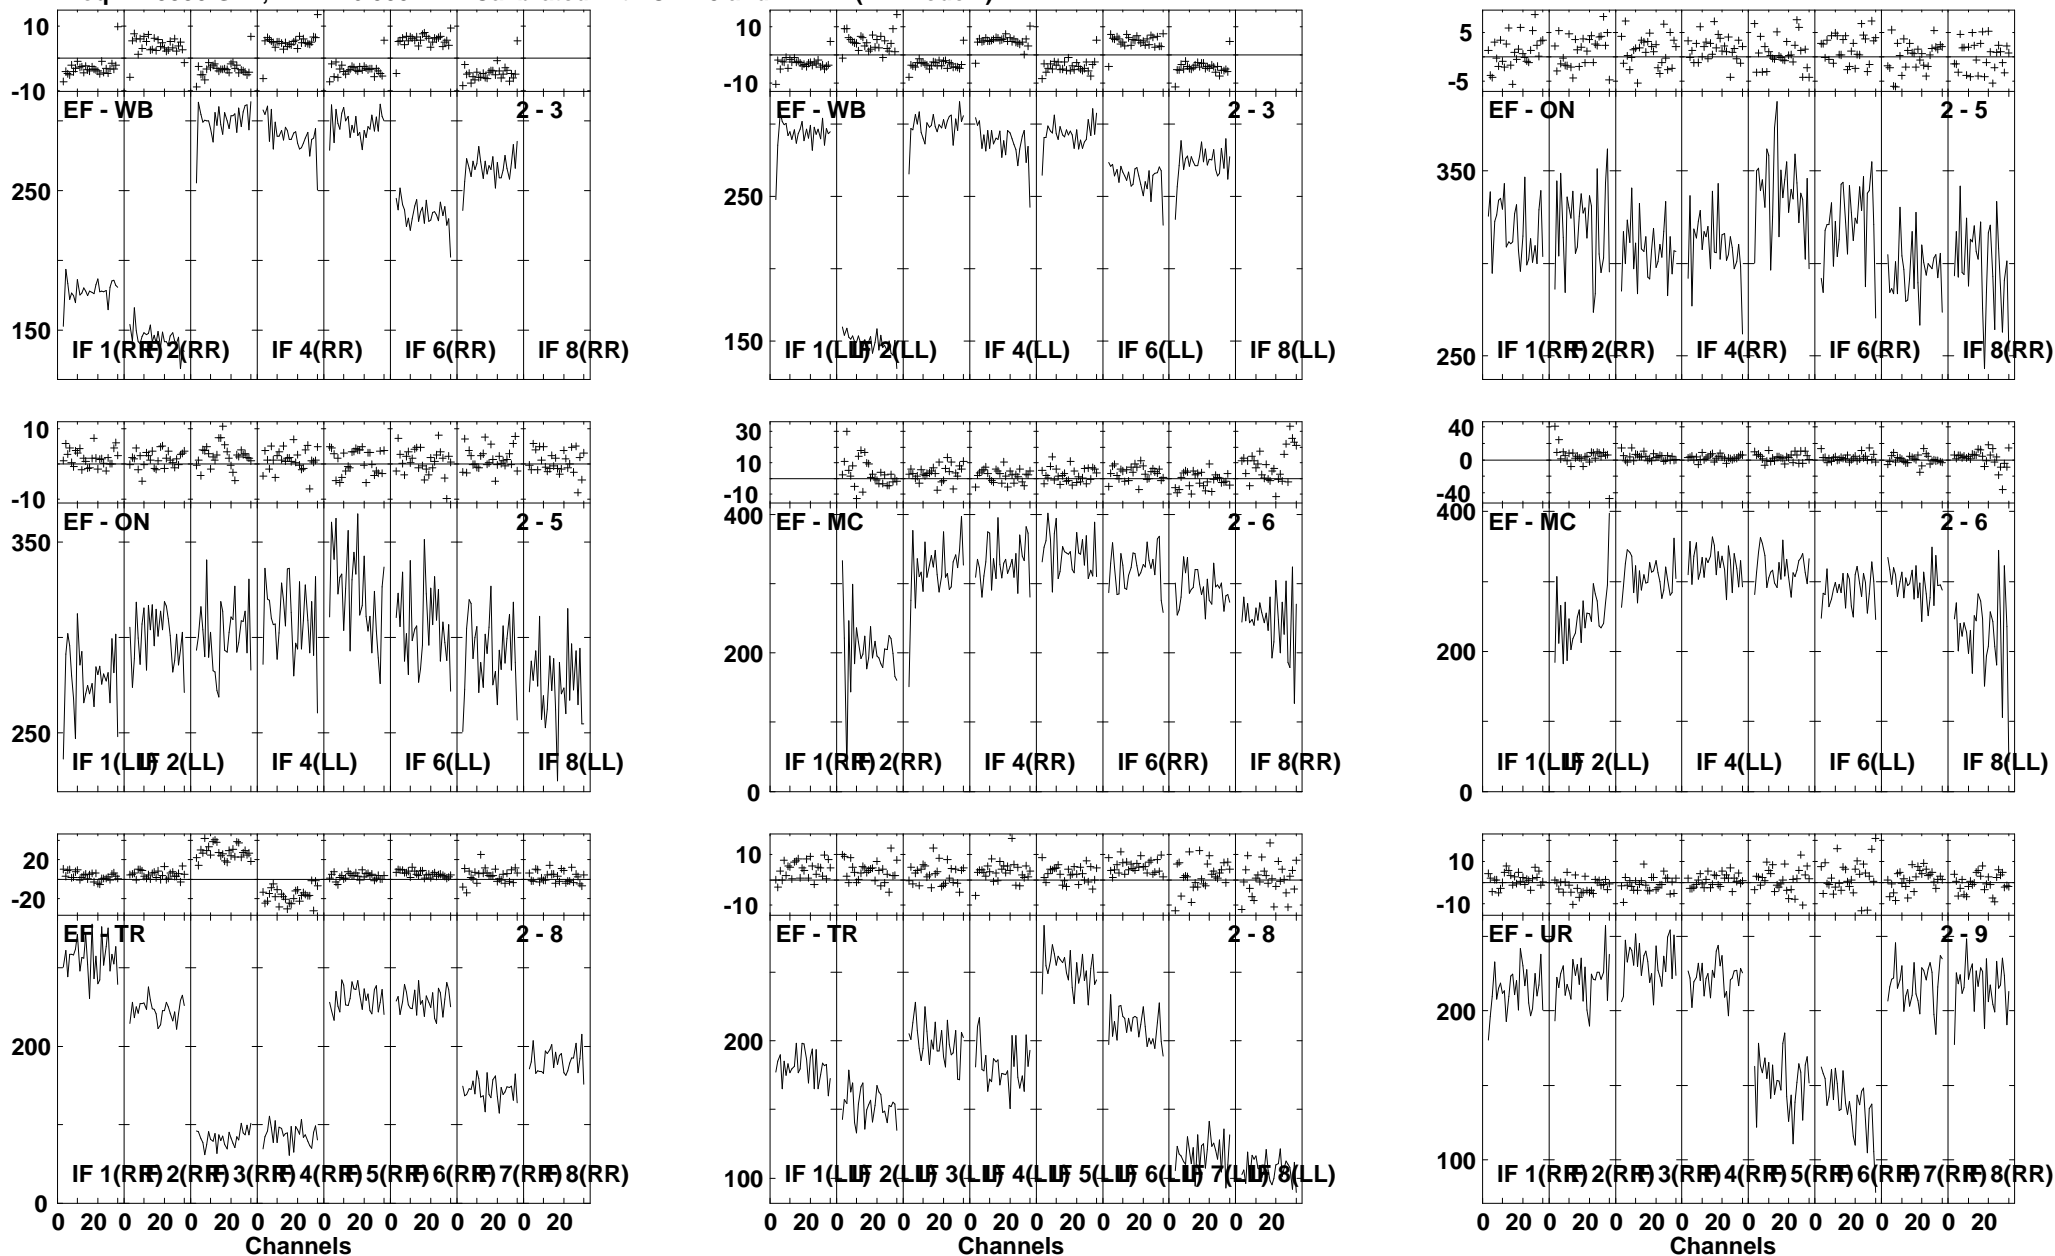 10
-10
EF - WB 2 - 3
250
150
IF 1(RR) IF 2(RR) IF 4(RR) IF 6(RR) IF 8(RR)
10
-10
EF - WB 2 - 3
250
150
IF 1(LL) IF 2(LL) IF 4(LL) IF 6(LL) IF 8(LL)
5
-5
EF - ON 2 - 5
350
250
IF 1(RR) IF 2(RR) IF 4(RR) IF 6(RR) IF 8(RR)
10
-10
EF - ON 2 - 5
350
250
IF 1(LL) IF 2(LL) IF 4(LL) IF 6(LL) IF 8(LL)
30
10
-10
400
EF - MC 2 - 6
200
IF 1(RR) IF 2(RR) IF 4(RR) IF 6(RR) IF 8(RR)
0
40
0
-40
400
EF - MC 2 - 6
200
IF 1(LL) IF 2(LL) IF 4(LL) IF 6(LL) IF 8(LL)
0
20
-20
EF - TR 2 - 8
200
IF 1(RR) IF 2(RR) IF 3(RR) IF 4(RR) IF 5(RR) IF 6(RR) IF 7(RR) IF 8(RR)
0
0 20 0 20 0 20 0 20 0 20 0 20 0 20 0 20
Channels
10
-10
EF - TR 2 - 8
200
100
IF 1(LL) IF 2(LL) IF 3(LL) IF 4(LL) IF 5(LL) IF 6(LL) IF 7(LL) IF 8(LL)
0 20 0 20 0 20 0 20 0 20 0 20 0 20 0 20
Channels
10
-10
EF - UR 2 - 9
200
100
IF 1(RR) IF 2(RR) IF 3(RR) IF 4(RR) IF 5(RR) IF 6(RR) IF 7(RR) IF 8(RR)
0 20 0 20 0 20 0 20 0 20 0 20 0 20 0 20
Channels